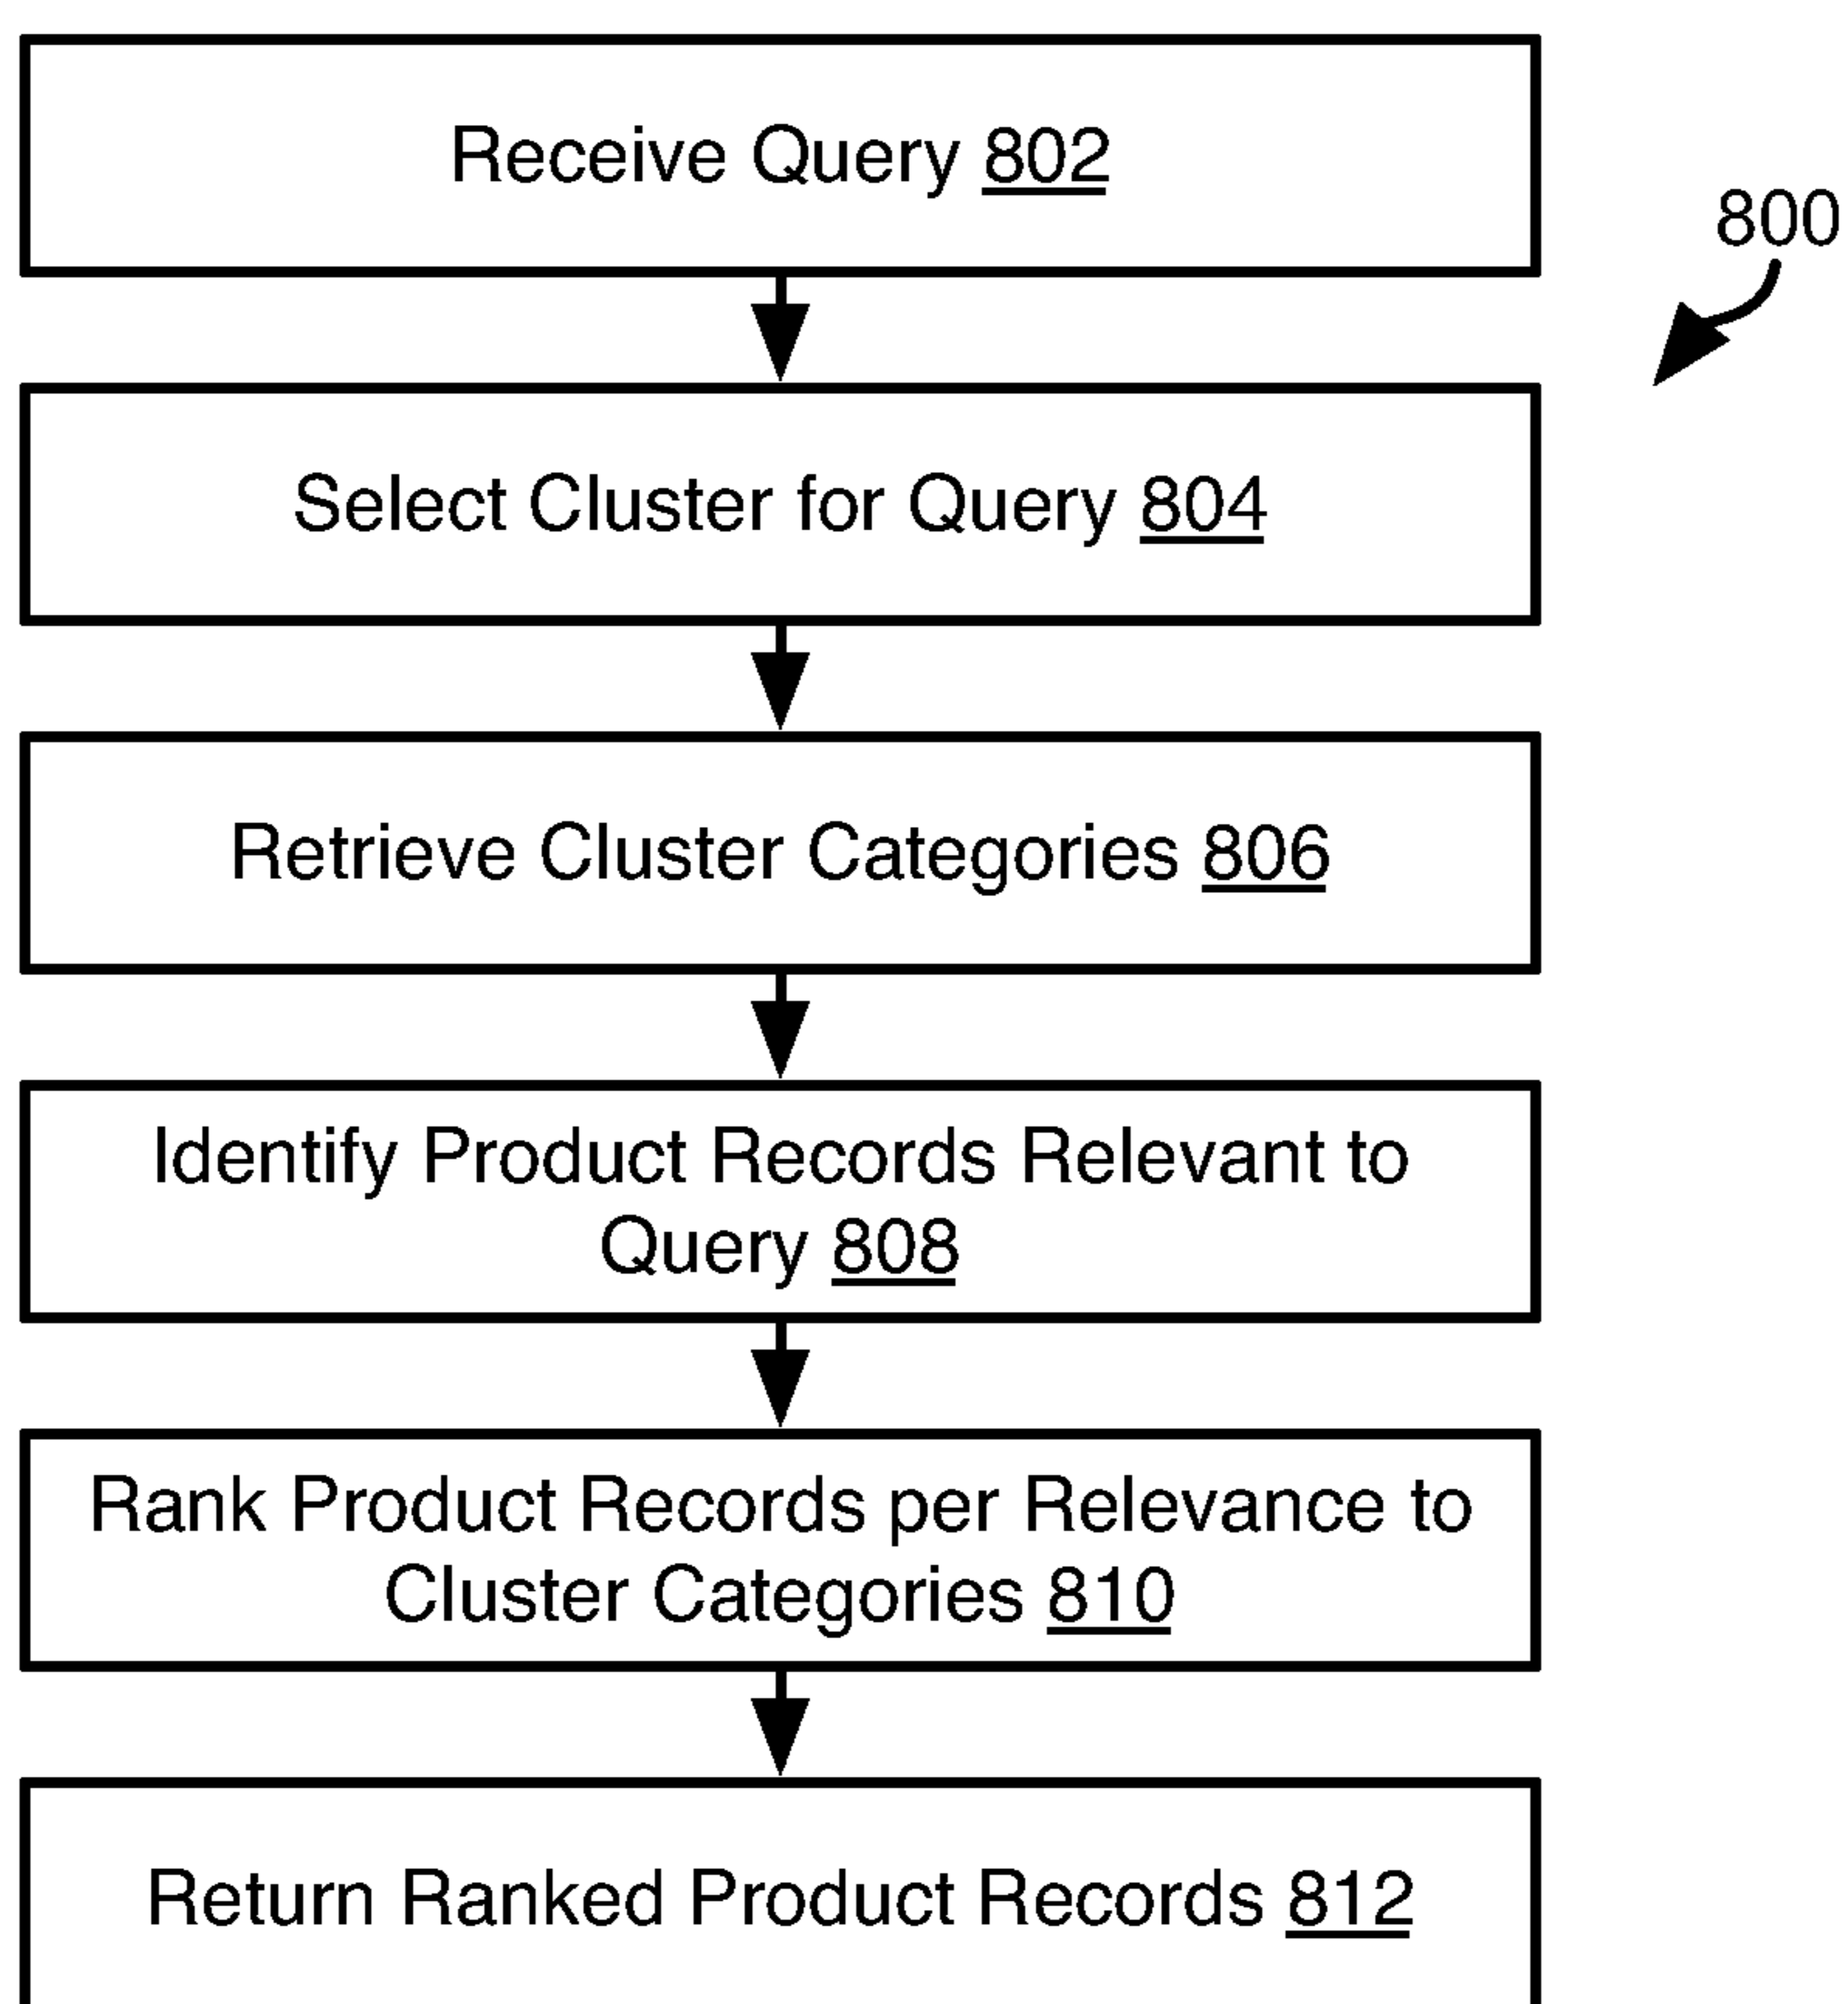 Receive Query 802
800
Select Cluster for Query 804
Retrieve Cluster Categories 806
Identify Product Records Relevant to
Query 808
Rank Product Records per Relevance to
Cluster Categories 810
Return Ranked Product Records 812